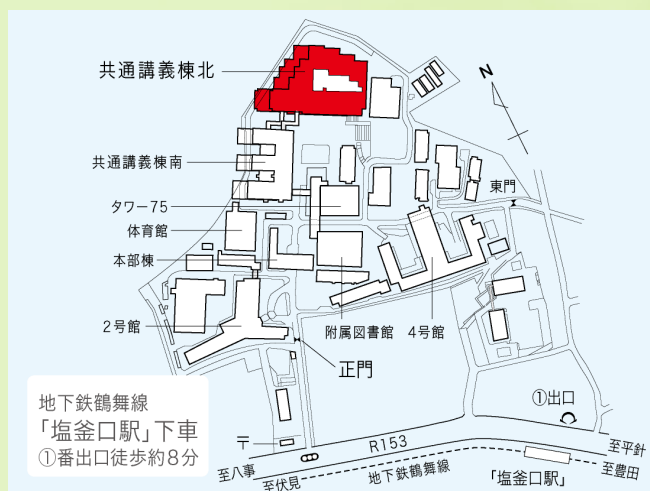 共通講義棟北
N
共通講義棟南
東門
タワー75
体育館
本部棟
2号館
附属図書館
4号館
正門
①出口
地下鉄鶴舞線
「塩釜口駅」下車
①番出口徒歩約8分
〒
R153
至八事
至伏見
地下鉄鶴舞線
「塩釜口駅」
至平針
至豊田